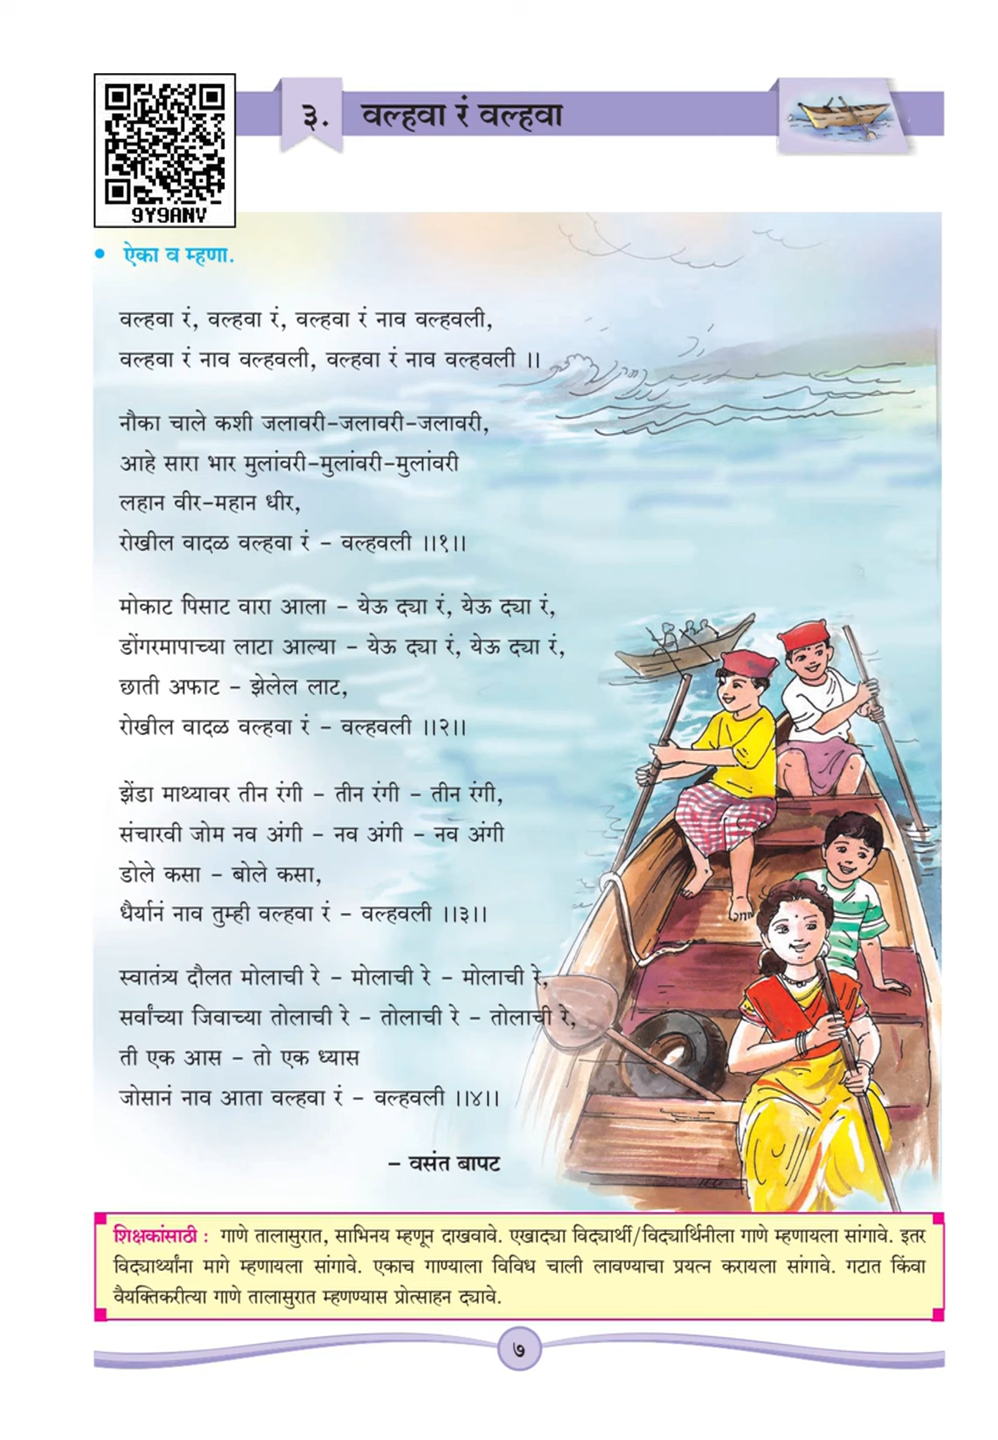 9Y9ANV
३. वल्हवा रं वल्हवा
• ऐका व म्हणा.
वल्हवा रं, वल्हवा रं, वल्हवा रं नाव वल्हवली,
वल्हवा रं नाव वल्हवली, वल्हवा रं नाव वल्हवली ।।
नौका चाले कशी जलावरी-जलावरी-जलावरी,
आहे सारा भार मुलांवरी-मुलांवरी-मुलांवरी
लहान वीर-महान धीर,
रोखील वादळ वल्हवा रं – वल्हवली ।।१।।
मोकाट पिसाट वारा आला – येऊ द्या रं, येऊ द्या रं,
डोंगरमापाच्या लाटा आल्या – येऊ द्या रं, येऊ द्या रं,
छाती अफाट – झेलेल लाट,
रोखील वादळ वल्हवा रं – वल्हवली ।।२।।
झेंडा माथ्यावर तीन रंगी – तीन रंगी – तीन रंगी,
संचारवी जोम नव अंगी – नव अंगी – नव अंगी
डोले कसा – बोले कसा,
धैर्यानं नाव तुम्ही वल्हवा रं – वल्हवली ।।३।।
स्वातंत्र्य दौलत मोलाची रे – मोलाची रे – मोलाची रे,
सर्वांच्या जिवाच्या तोलाची रे – तोलाची रे – तोलाची रे,
ती एक आस – तो एक ध्यास
जोसानं नाव आता वल्हवा रं – वल्हवली ।।४।।
– वसंत बापट
शिक्षकांसाठी : गाणे तालासुरात, साभिनय म्हणून दाखवावे. एखाद्या विद्यार्थी/विद्यार्थिनीला गाणे म्हणायला सांगावे. इतर
विद्यार्थ्यांना मागे म्हणायला सांगावे. एकाच गाण्याला विविध चाली लावण्याचा प्रयत्न करायला सांगावे. गटात किंवा
वैयक्तिकरीत्या गाणे तालासुरात म्हणण्यास प्रोत्साहन द्यावे.
७